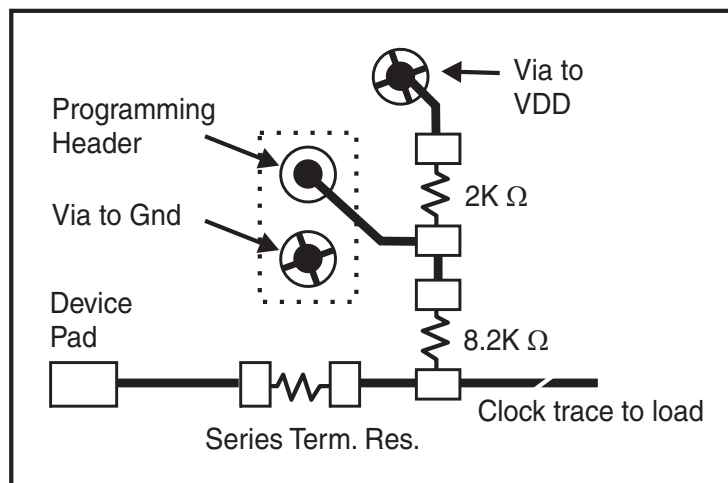 Via to
VDD
Programming
Header
2K Ω
Via to Gnd
Device
Pad
8.2K Ω
Clock trace to load
Series Term. Res.